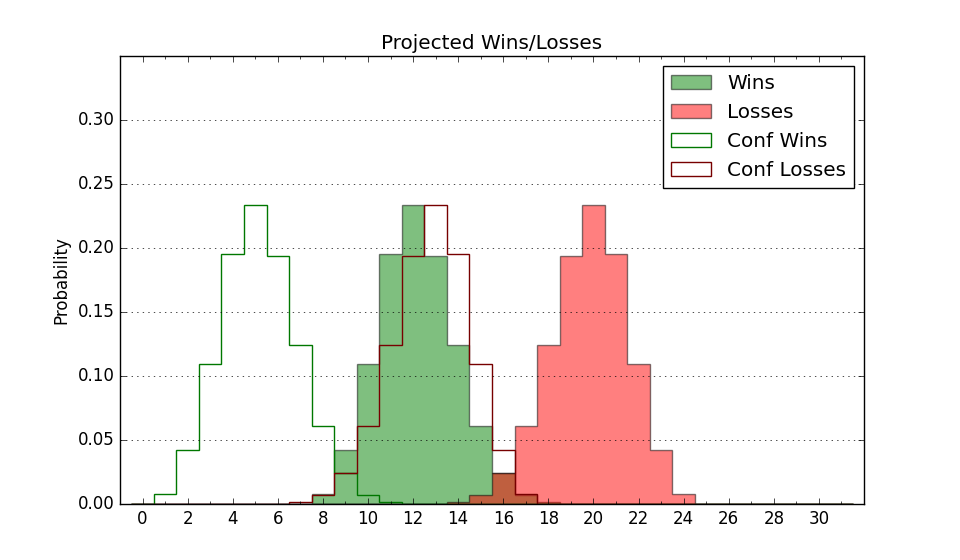 Projected Wins/Losses
Wins
Losses
Conf Wins
Conf Losses
Probability
0.30
0.25
0.20
0.15
0.10
0.05
0.00
0 2 4 6 8 10 12 14 16 18 20 22 24 26 28 30